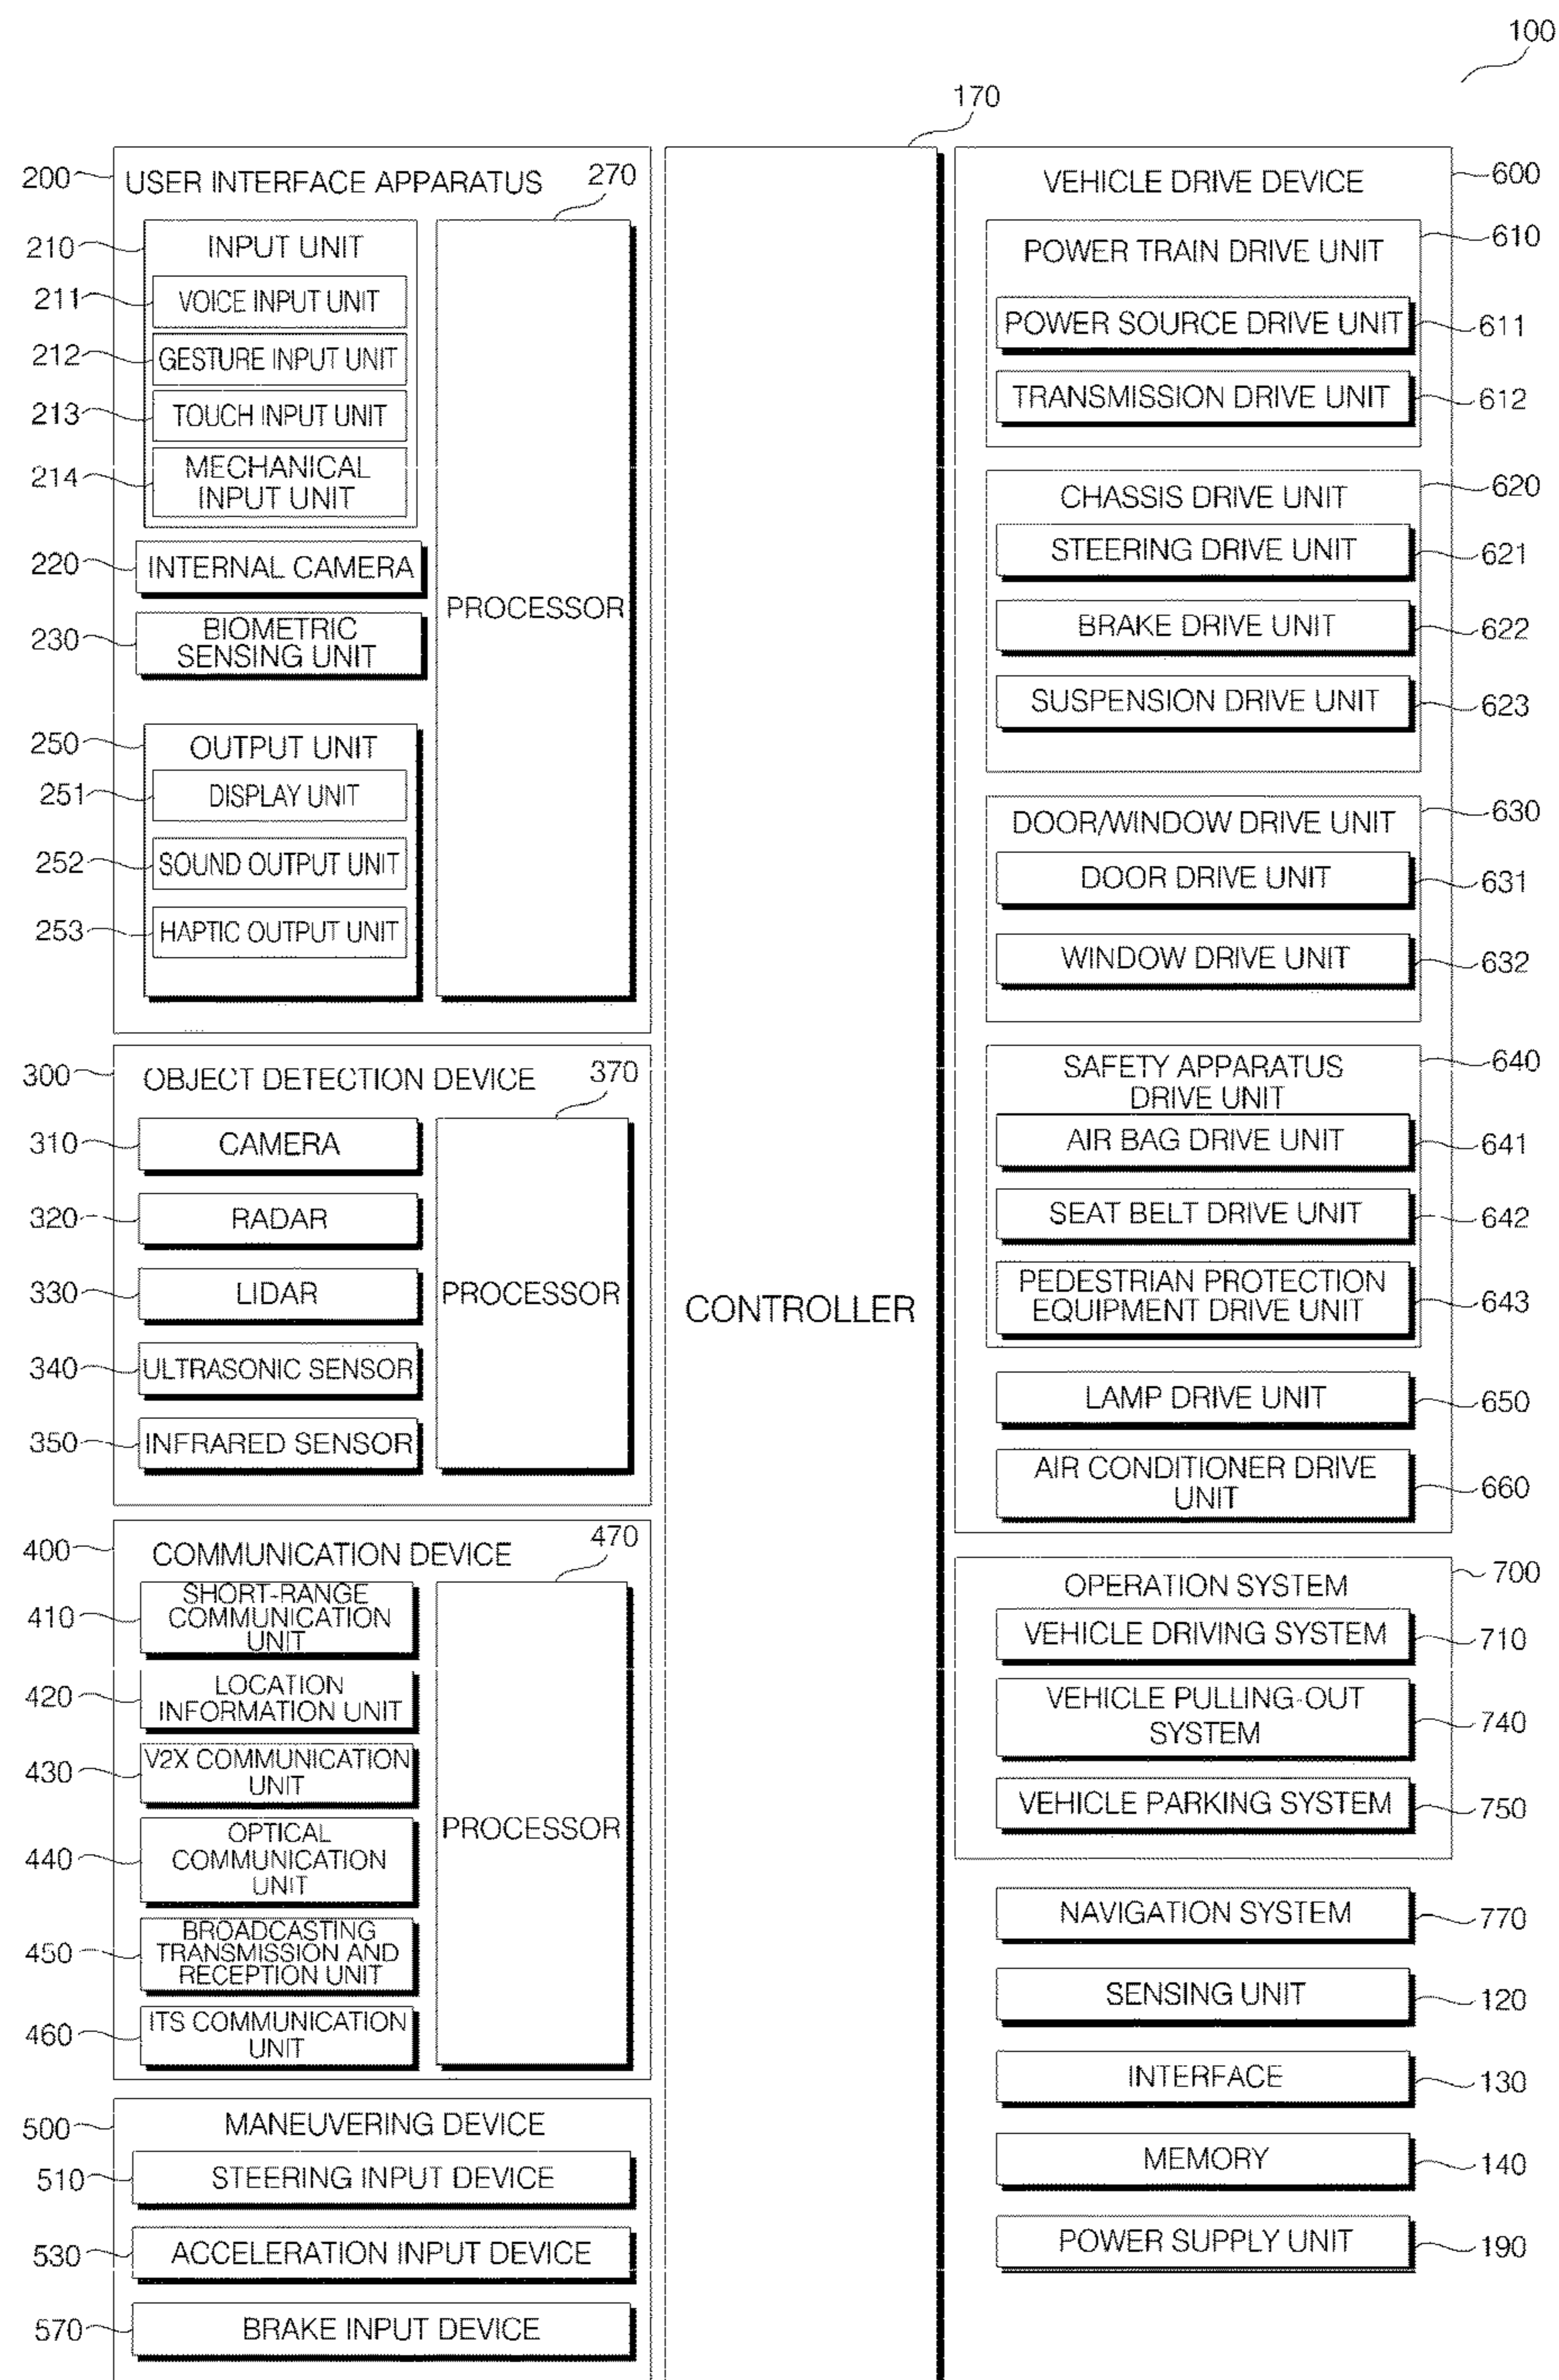 100
170
200
USER INTERFACE APPARATUS
270
210
INPUT UNIT
211
VOICE INPUT UNIT
212
GESTURE INPUT UNIT
213
TOUCH INPUT UNIT
214
MECHANICAL
INPUT UNIT
220
INTERNAL CAMERA
230
BIOMETRIC
SENSING UNIT
PROCESSOR
250
OUTPUT UNIT
251
DISPLAY UNIT
252
SOUND OUTPUT UNIT
253
HAPTIC OUTPUT UNIT
300
OBJECT DETECTION DEVICE
370
310
CAMERA
320
RADAR
330
LIDAR
340
ULTRASONIC SENSOR
350
INFRARED SENSOR
PROCESSOR
400
COMMUNICATION DEVICE
470
410
SHORT-RANGE
COMMUNICATION
UNIT
420
LOCATION
INFORMATION UNIT
430
V2X COMMUNICATION
UNIT
440
OPTICAL
COMMUNICATION
UNIT
450
BROADCASTING
TRANSMISSION AND
RECEPTION UNIT
460
ITS COMMUNICATION
UNIT
PROCESSOR
500
MANEUVERING DEVICE
510
STEERING INPUT DEVICE
530
ACCELERATION INPUT DEVICE
570
BRAKE INPUT DEVICE
CONTROLLER
VEHICLE DRIVE DEVICE
600
POWER TRAIN DRIVE UNIT
610
POWER SOURCE DRIVE UNIT
611
TRANSMISSION DRIVE UNIT
612
CHASSIS DRIVE UNIT
620
STEERING DRIVE UNIT
621
BRAKE DRIVE UNIT
622
SUSPENSION DRIVE UNIT
623
DOOR/WINDOW DRIVE UNIT
630
DOOR DRIVE UNIT
631
WINDOW DRIVE UNIT
632
SAFETY APPARATUS
DRIVE UNIT
640
AIR BAG DRIVE UNIT
641
SEAT BELT DRIVE UNIT
642
PEDESTRIAN PROTECTION
EQUIPMENT DRIVE UNIT
643
LAMP DRIVE UNIT
650
AIR CONDITIONER DRIVE
UNIT
660
OPERATION SYSTEM
700
VEHICLE DRIVING SYSTEM
710
VEHICLE PULLING-OUT
SYSTEM
740
VEHICLE PARKING SYSTEM
750
NAVIGATION SYSTEM
770
SENSING UNIT
120
INTERFACE
130
MEMORY
140
POWER SUPPLY UNIT
190